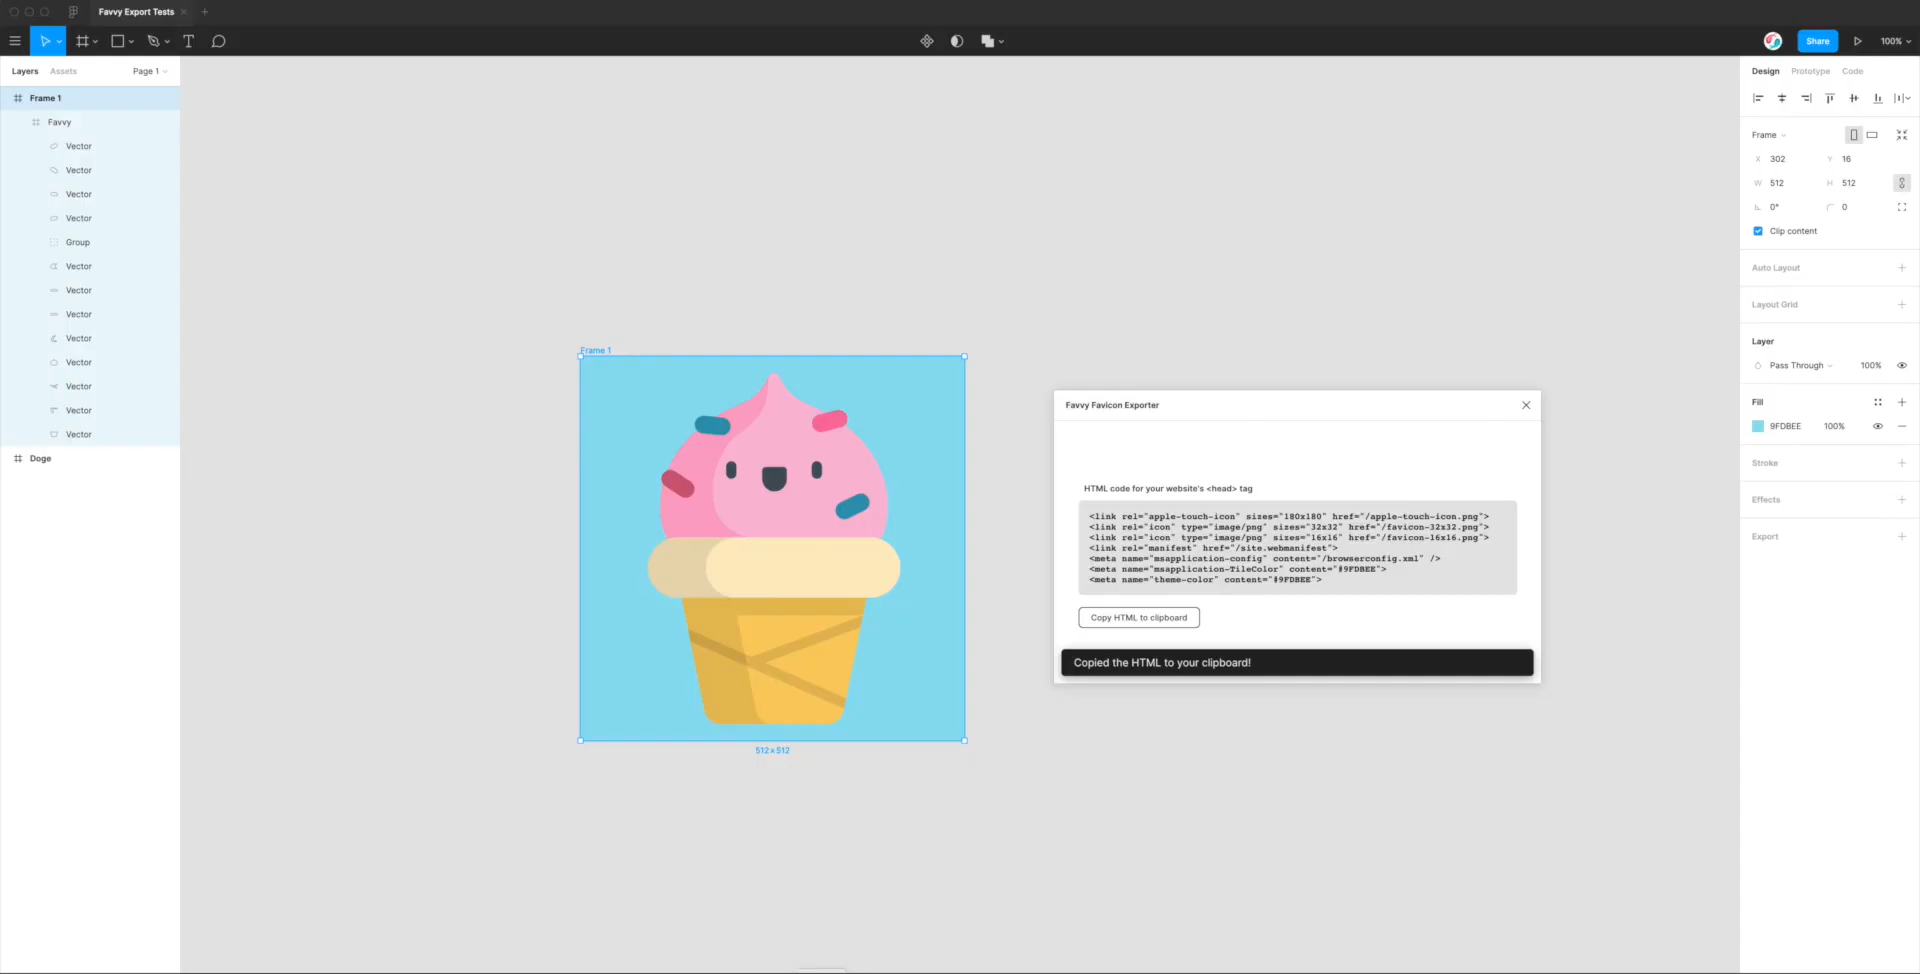 Favvy Export Tests
Share
100%
Layers Assets Page 1
Frame 1
Favvy
Vector
Vector
Vector
Vector
Group
Vector
Vector
Vector
Vector
Vector
Vector
Vector
Vector
Doge
Frame 1
512 x 512
Favvy Favicon Exporter
HTML code for your website's <head> tag
<link rel="apple-touch-icon" sizes="180x180" href="/apple-touch-icon.png">
<link rel="icon" type="image/png" sizes="32x32" href="/favicon-32x32.png">
<link rel="icon" type="image/png" sizes="16x16" href="/favicon-16x16.png">
<link rel="manifest" href="/site.webmanifest">
<meta name="msapplication-config" content="/browserconfig.xml" />
<meta name="msapplication-TileColor" content="#9FDBEE">
<meta name="theme-color" content="#9FDBEE">
Copy HTML to clipboard
Copied the HTML to your clipboard!
Design Prototype Code
Frame
X 302 Y 16
W 512 H 512
0° 0
Clip content
Auto Layout
Layout Grid
Layer
Pass Through 100%
Fill
9FDBEE 100%
Stroke
Effects
Export